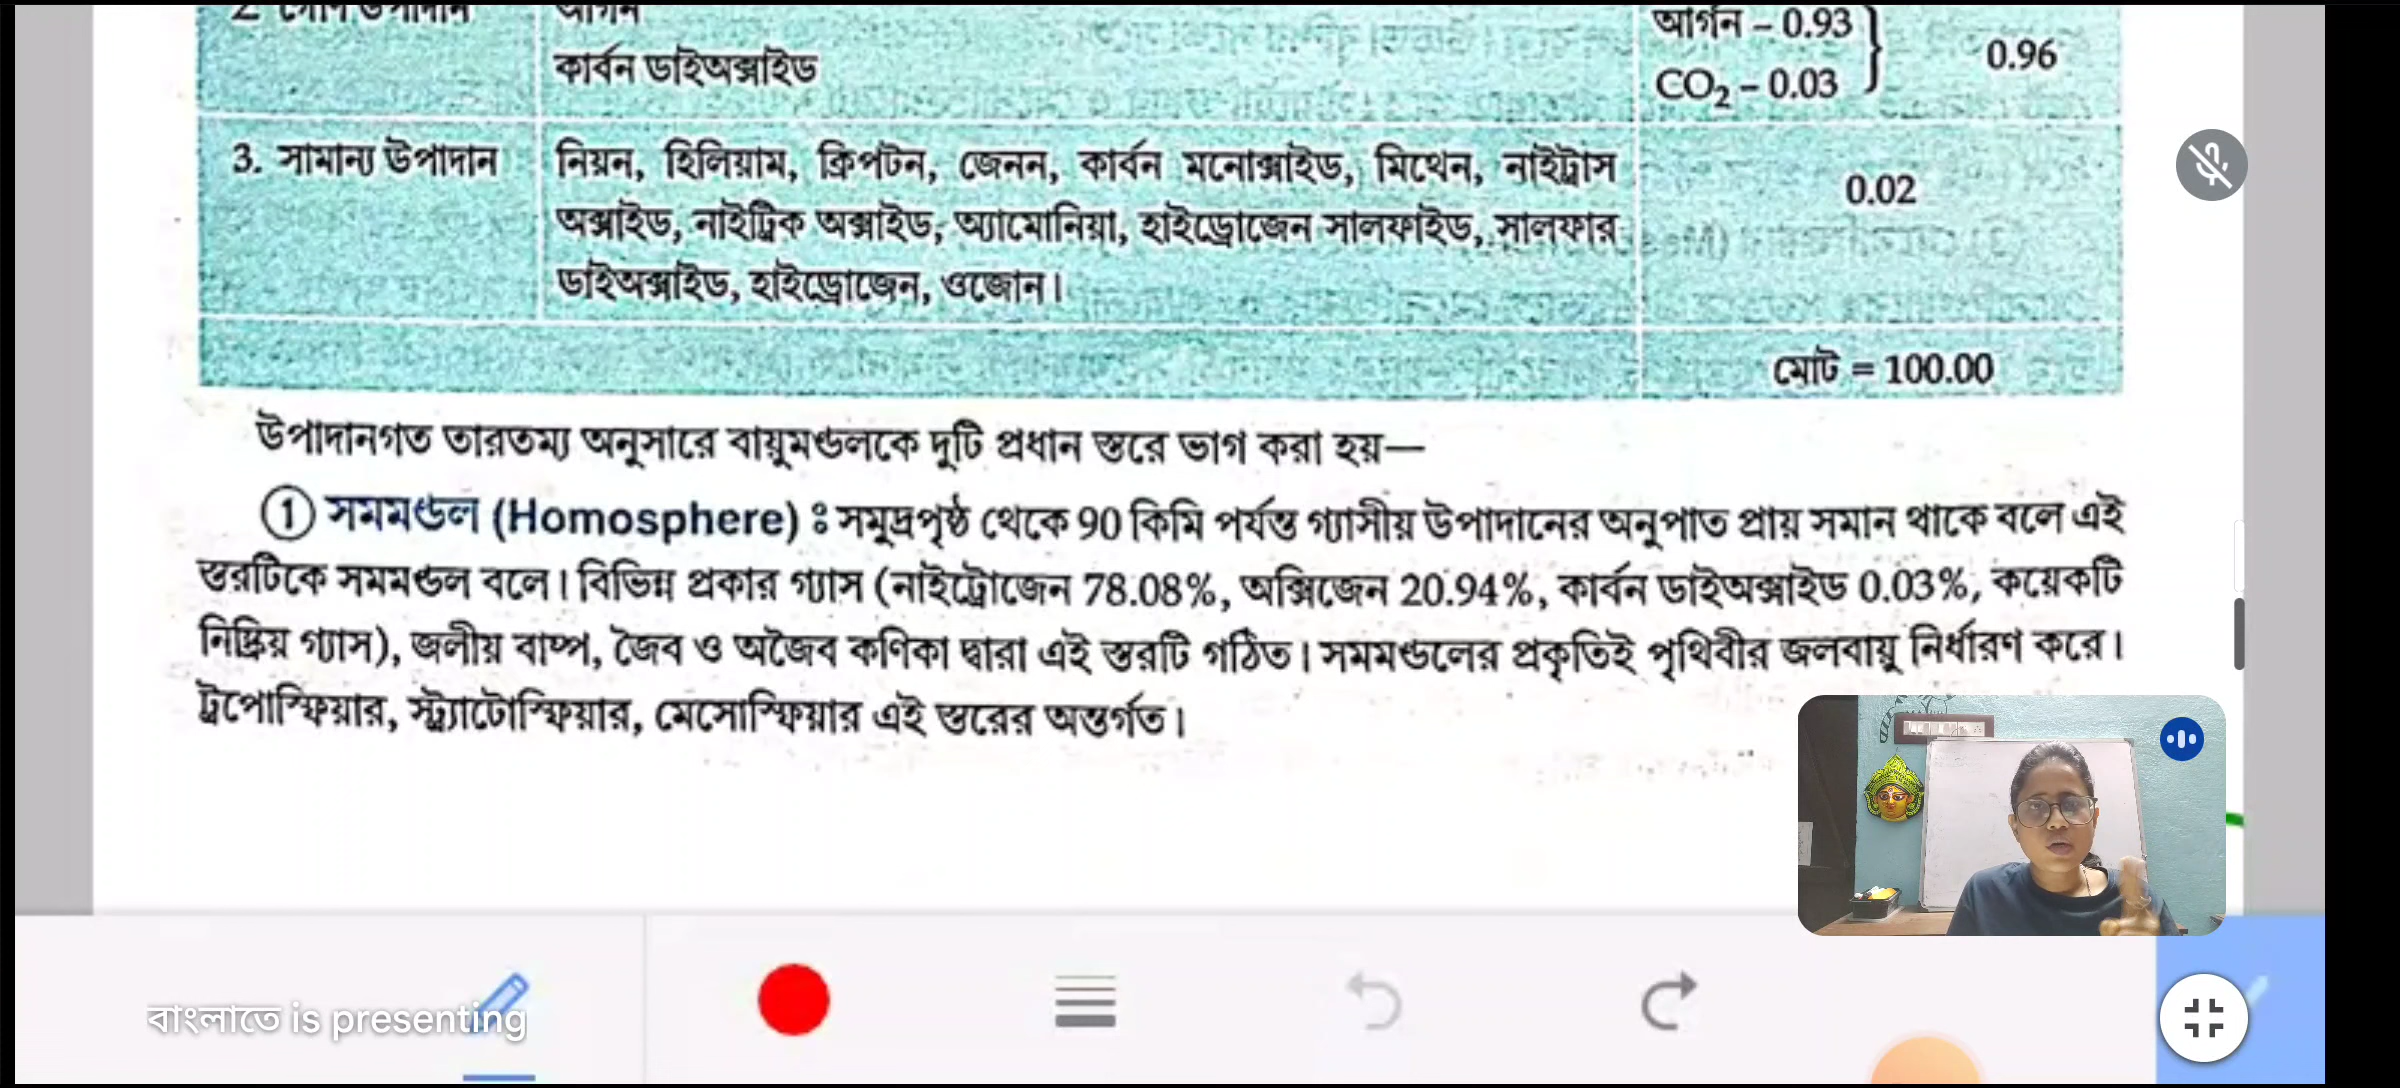 2. গৌণ উপাদান আর্গন আর্গন – 0.93
কার্বন ডাইঅক্সাইড CO₂ – 0.03 0.96
3. সামান্য উপাদান নিয়ন, হিলিয়াম, ক্রিপটন, জেনন, কার্বন মনোক্সাইড, মিথেন, নাইট্রাস 0.02
অক্সাইড, নাইট্রিক অক্সাইড, অ্যামোনিয়া, হাইড্রোজেন সালফাইড, সালফার
ডাইঅক্সাইড, হাইড্রোজেন, ওজোন।
মোট = 100.00
উপাদানগত তারতম্য অনুসারে বায়ুমণ্ডলকে দুটি প্রধান স্তরে ভাগ করা হয়—
① সমমণ্ডল (Homosphere) ঃ সমুদ্রপৃষ্ঠ থেকে 90 কিমি পর্যন্ত গ্যাসীয় উপাদানের অনুপাত প্রায় সমান থাকে বলে এই
স্তরটিকে সমমণ্ডল বলে। বিভিন্ন প্রকার গ্যাস (নাইট্রোজেন 78.08%, অক্সিজেন 20.94%, কার্বন ডাইঅক্সাইড 0.03%, কয়েকটি
নিষ্ক্রিয় গ্যাস), জলীয় বাষ্প, জৈব ও অজৈব কণিকা দ্বারা এই স্তরটি গঠিত। সমমণ্ডলের প্রকৃতিই পৃথিবীর জলবায়ু নির্ধারণ করে।
ট্রপোস্ফিয়ার, স্ট্র্যাটোস্ফিয়ার, মেসোস্ফিয়ার এই স্তরের অন্তর্গত।
বাংলাতে is presenting